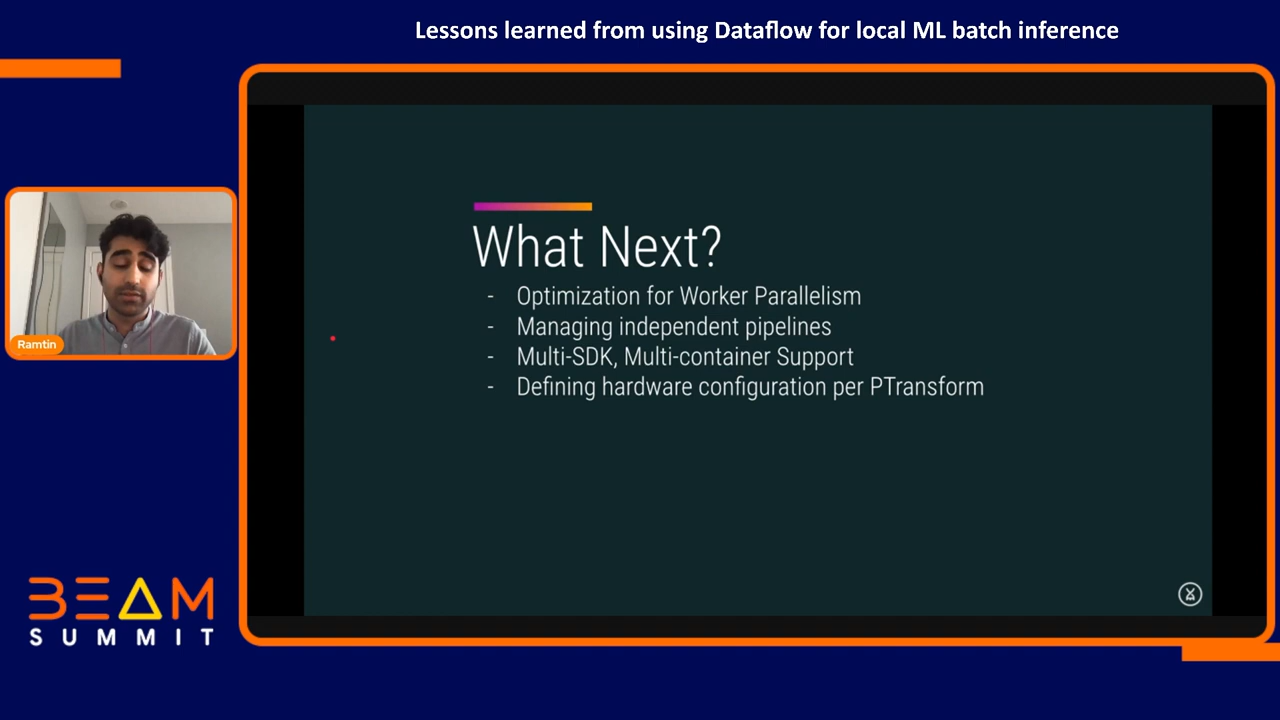 Lessons learned from using Dataflow for local ML batch inference
What Next?
- Optimization for Worker Parallelism
- Managing independent pipelines
- Multi-SDK, Multi-container Support
- Defining hardware configuration per PTransform
Ramtin
BEAM
SUMMIT